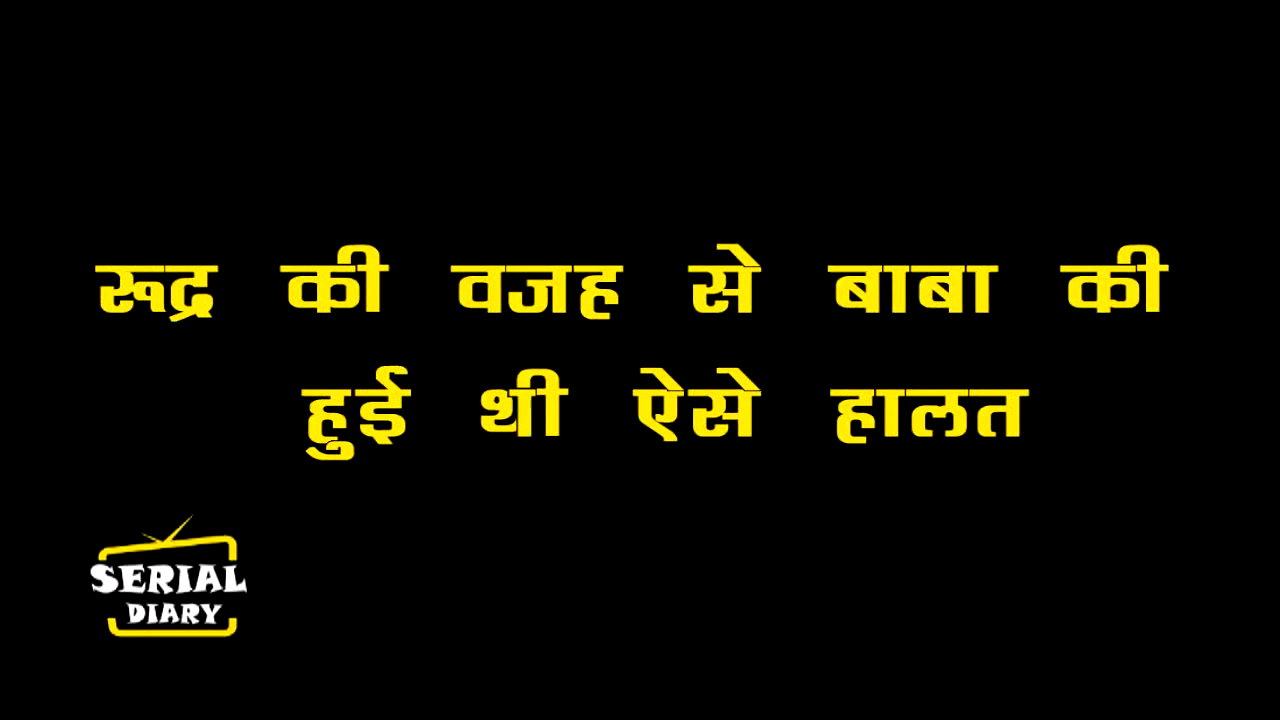 रुद्र की वजह से बाबा की
हुई थी ऐसे हालत
SERIAL
DIARY